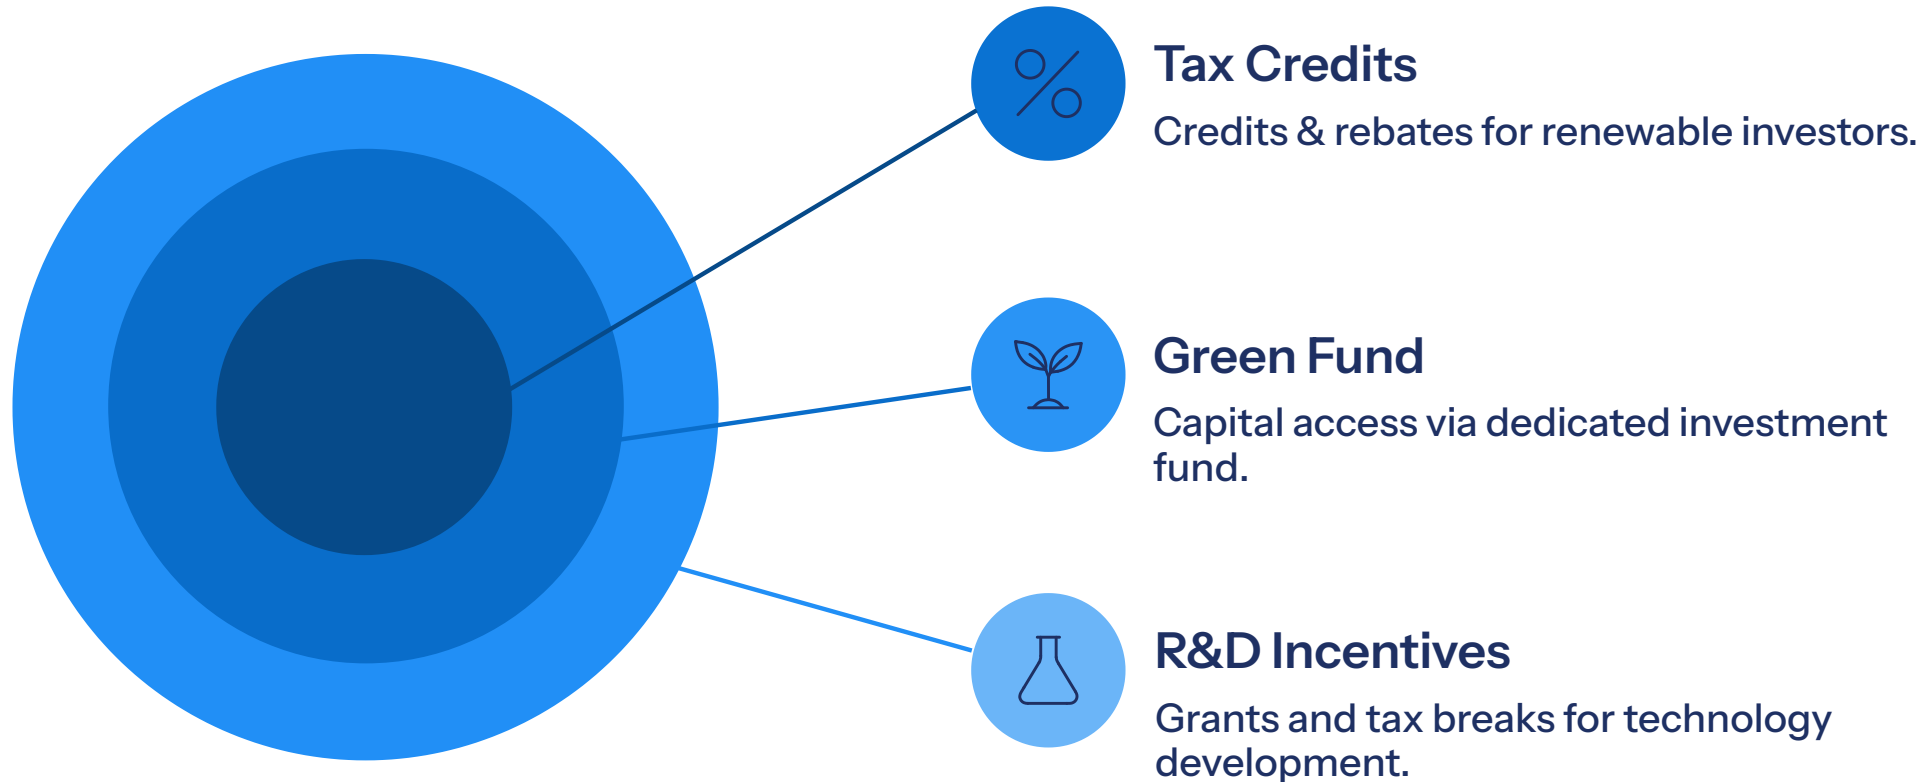 Tax Credits
Credits & rebates for renewable investors.
Green Fund
Capital access via dedicated investment
fund.
R&D Incentives
Grants and tax breaks for technology
development.